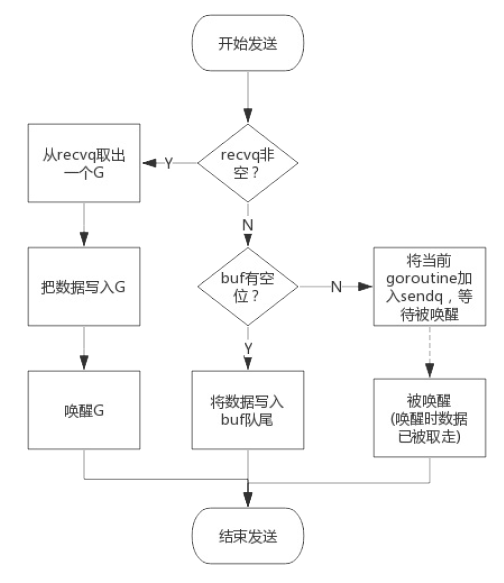 开始发送
recvq非
空？
Y
从recvq取出
一个G
N
把数据写入G
buf有空
位？
N
将当前
goroutine加
入sendq，等
待被唤醒
Y
唤醒G
将数据写入
buf队尾
被唤醒
(唤醒时数据
已被取走)
结束发送